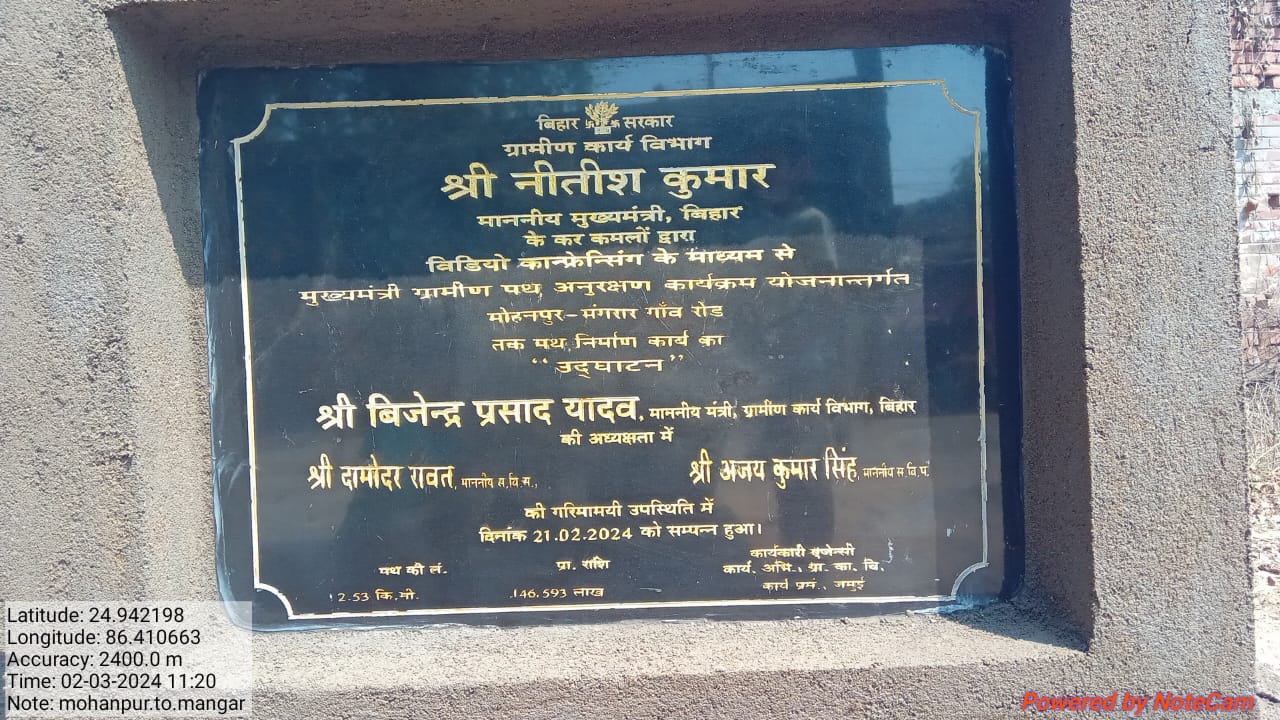 बिहार सरकार
ग्रामीण कार्य विभाग
श्री नीतीश कुमार
माननीय मुख्यमंत्री, बिहार
के कर कमलों द्वारा
विडियो कान्फ्रेन्सिंग के माध्यम से
मुख्यमंत्री ग्रामीण पथ अनुरक्षण कार्यक्रम योजनान्तर्गत
मोहनपुर-मंगरार गाँव रोड
तक पथ निर्माण कार्य का
"उद्घाटन"
श्री बिजेन्द्र प्रसाद यादव, माननीय मंत्री, ग्रामीण कार्य विभाग, बिहार
की अध्यक्षता में
श्री दामोदर रावत, माननीय स.वि.स., श्री अजय कुमार सिंह, माननीय स.वि.प.
की गरिमामयी उपस्थिति में
दिनांक 21.02.2024 को सम्पन्न हुआ।
पथ की लं. प्रा. राशि कार्यकारी एजेन्सी
कार्य. अभि., ग्रा. का. वि.
2.53 कि.मी. 146.593 लाख कार्य प्रमं., जमुई
Latitude: 24.942198
Longitude: 86.410663
Accuracy: 2400.0 m
Time: 02-03-2024 11:20
Note: mohanpur.to.mangar
Powered by NoteCam